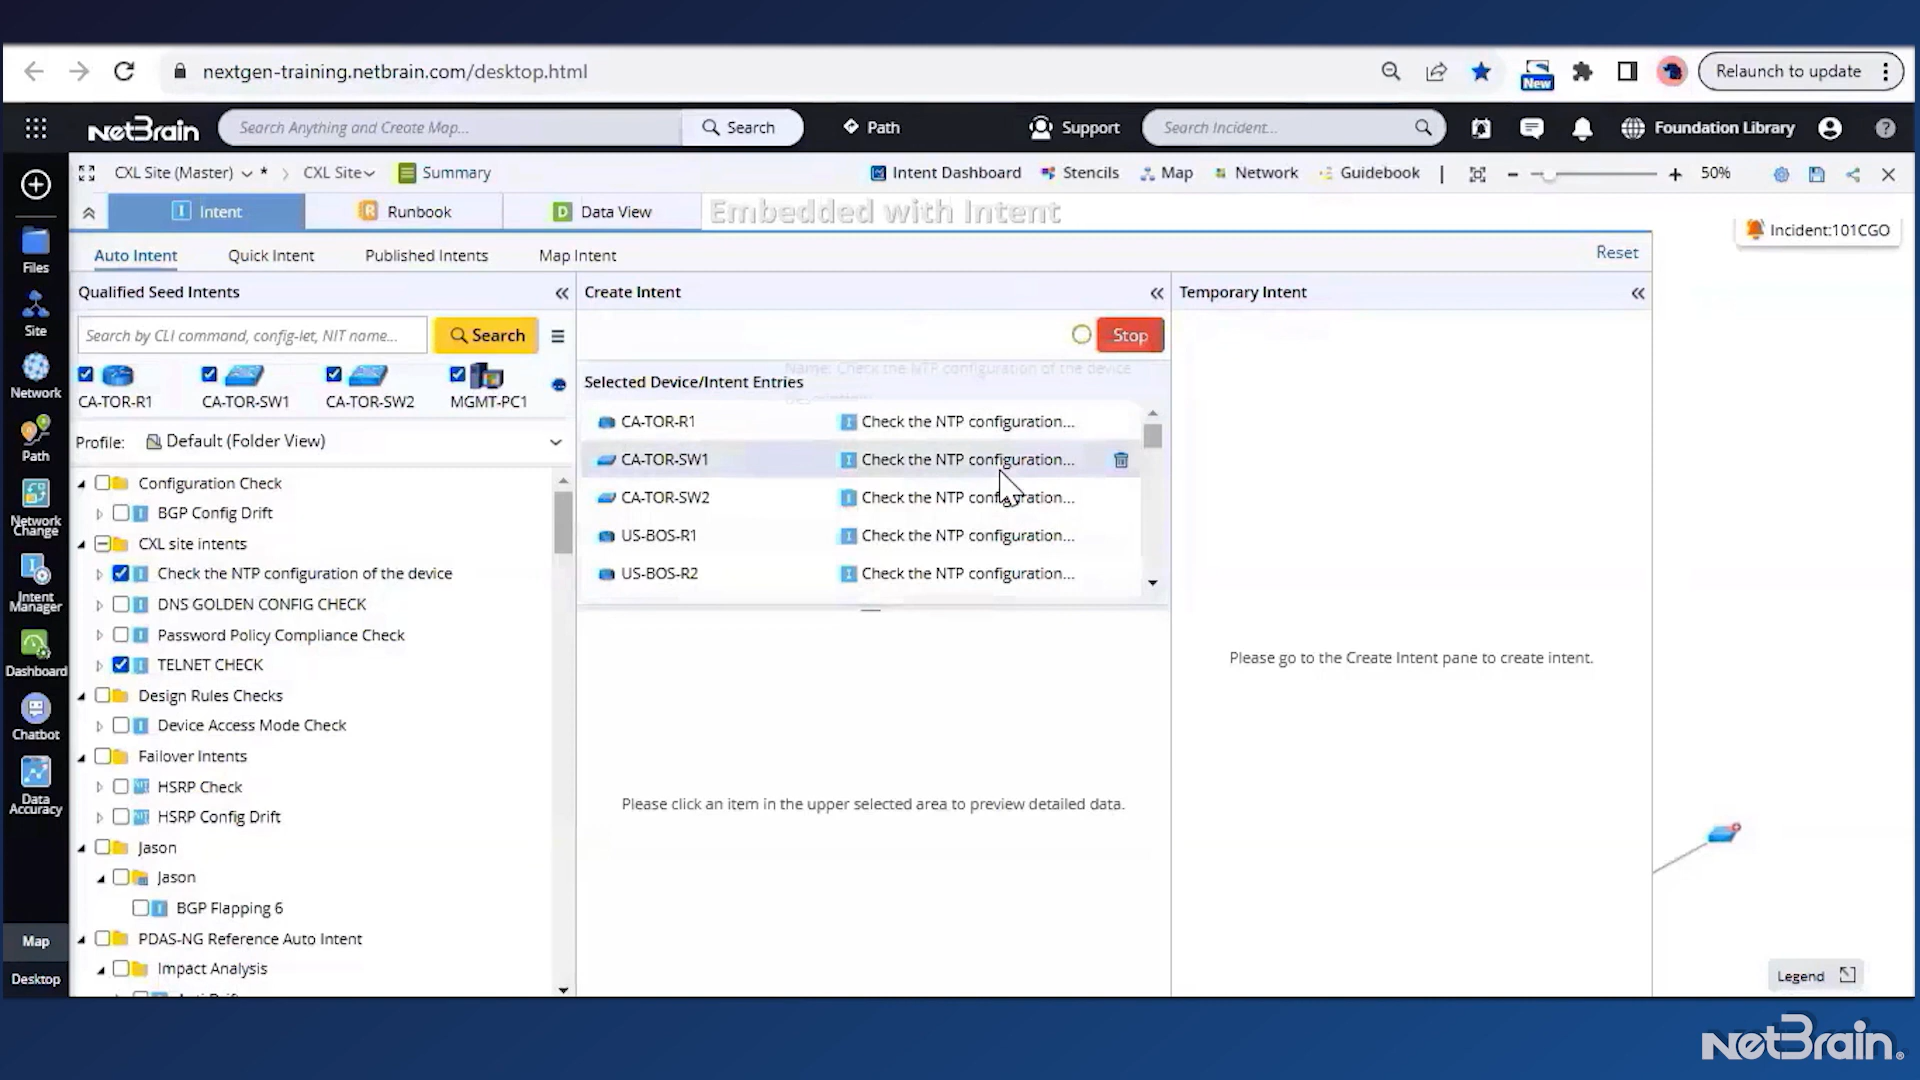 nextgen-training.netbrain.com/desktop.html
New
Relaunch to update
NetBrain
Search Anything and Create Map...
Search
Path
Support
Search Incident...
Foundation Library
CXL Site (Master) *
CXL Site
Summary
Intent Dashboard
Stencils
Map
Network
Guidebook
50%
Intent
Runbook
Data View
Embedded with Intent
Incident:101CGO
Auto Intent
Quick Intent
Published Intents
Map Intent
Reset
Files
Site
Network
Path
Network
Change
Intent
Manager
Dashboard
Chatbot
Data
Accuracy
Map
Desktop
Qualified Seed Intents
Search by CLI command, config-let, NIT name...
Search
CA-TOR-R1
CA-TOR-SW1
CA-TOR-SW2
MGMT-PC1
Profile:
Default (Folder View)
Configuration Check
BGP Config Drift
CXL site intents
Check the NTP configuration of the device
DNS GOLDEN CONFIG CHECK
Password Policy Compliance Check
TELNET CHECK
Design Rules Checks
Device Access Mode Check
Failover Intents
HSRP Check
HSRP Config Drift
Jason
Jason
BGP Flapping 6
PDAS-NG Reference Auto Intent
Impact Analysis
Create Intent
Stop
Name: Check the NTP configuration of the device
Selected Device/Intent Entries
CA-TOR-R1 Check the NTP configuration...
CA-TOR-SW1 Check the NTP configuration...
CA-TOR-SW2 Check the NTP configuration...
US-BOS-R1 Check the NTP configuration...
US-BOS-R2 Check the NTP configuration...
Please click an item in the upper selected area to preview detailed data.
Temporary Intent
Please go to the Create Intent pane to create intent.
Legend
NetBrain